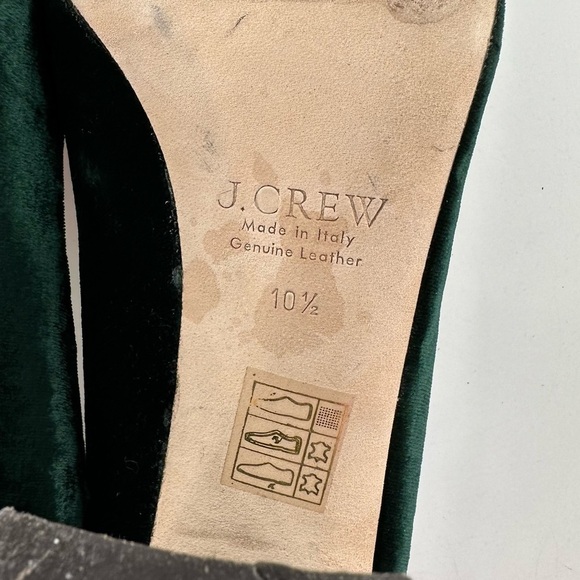 J.CREW
Made in Italy
Genuine Leather
10½